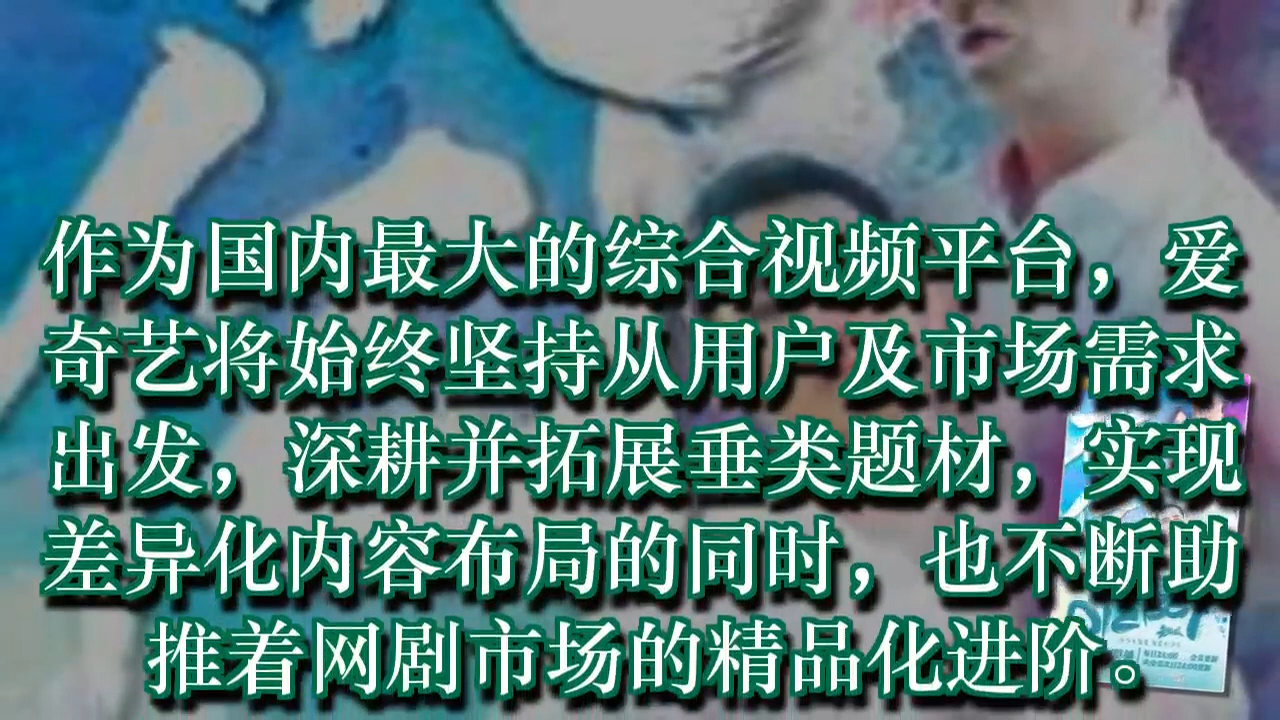 作为国内最大的综合视频平台，爱
奇艺将始终坚持从用户及市场需求
出发，深耕并拓展垂类题材，实现
差异化内容布局的同时，也不断助
推着网剧市场的精品化进阶。